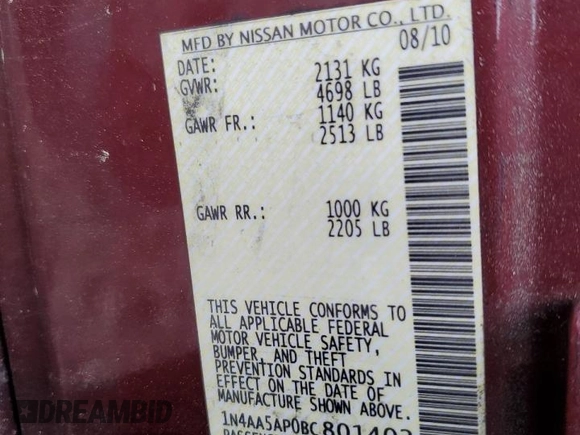 MFD BY NISSAN MOTOR CO., LTD.
DATE: 08/10
GVWR: 2131 KG
4698 LB
GAWR FR.: 1140 KG
2513 LB
GAWR RR.: 1000 KG
2205 LB
THIS VEHICLE CONFORMS TO
ALL APPLICABLE FEDERAL
MOTOR VEHICLE SAFETY,
BUMPER, AND THEFT
PREVENTION STANDARDS IN
EFFECT ON THE DATE OF
MANUFACTURE SHOWN ABOVE.
DREAMBID